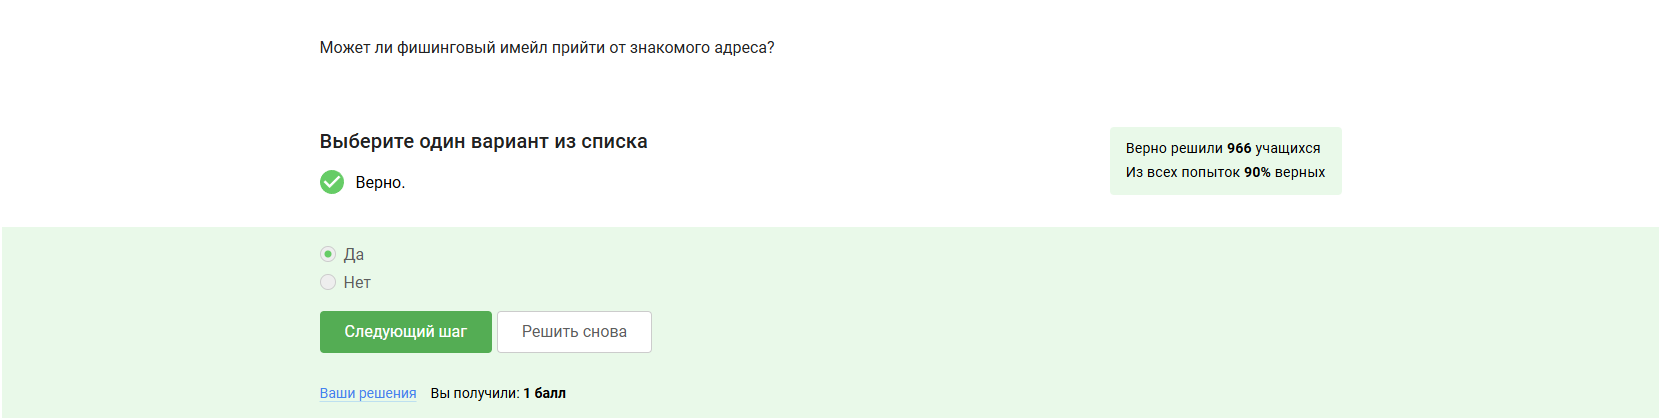 Может ли фишинговый имейл прийти от знакомого адреса?
Выберите один вариант из списка
Верно.
Верно решили 966 учащихся
Из всех попыток 90% верных
Да
Нет
Следующий шаг
Решить снова
Ваши решения Вы получили: 1 балл